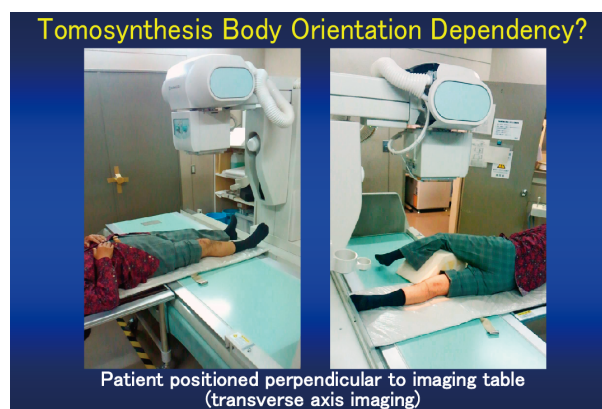 Tomosynthesis Body Orientation Dependency?
Patient positioned perpendicular to imaging table
(transverse axis imaging)